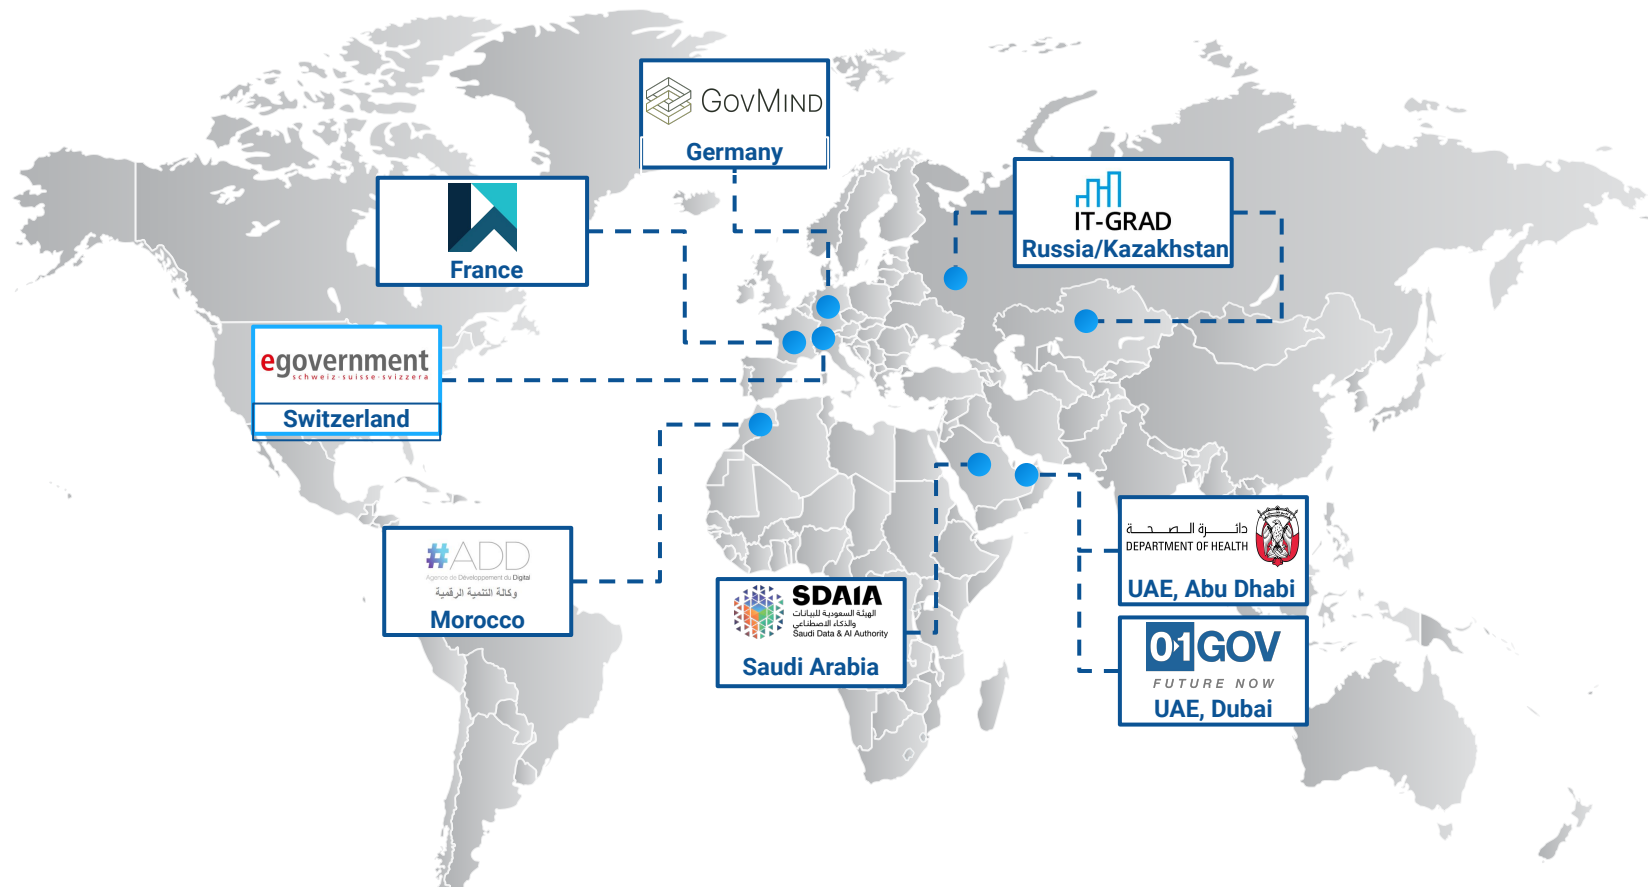 GOVMIND
Germany
France
IT-GRAD
Russia/Kazakhstan
egovernment
schweiz·suisse·svizzera
Switzerland
#ADD
Agence de Développement du Digital
وكالة التنمية الرقمية
Morocco
SDAIA
الهيئة السعودية للبيانات
والذكاء الاصطناعي
Saudi Data & AI Authority
Saudi Arabia
دائـــرة الــصـحــة
DEPARTMENT OF HEALTH
UAE, Abu Dhabi
01GOV
FUTURE NOW
UAE, Dubai